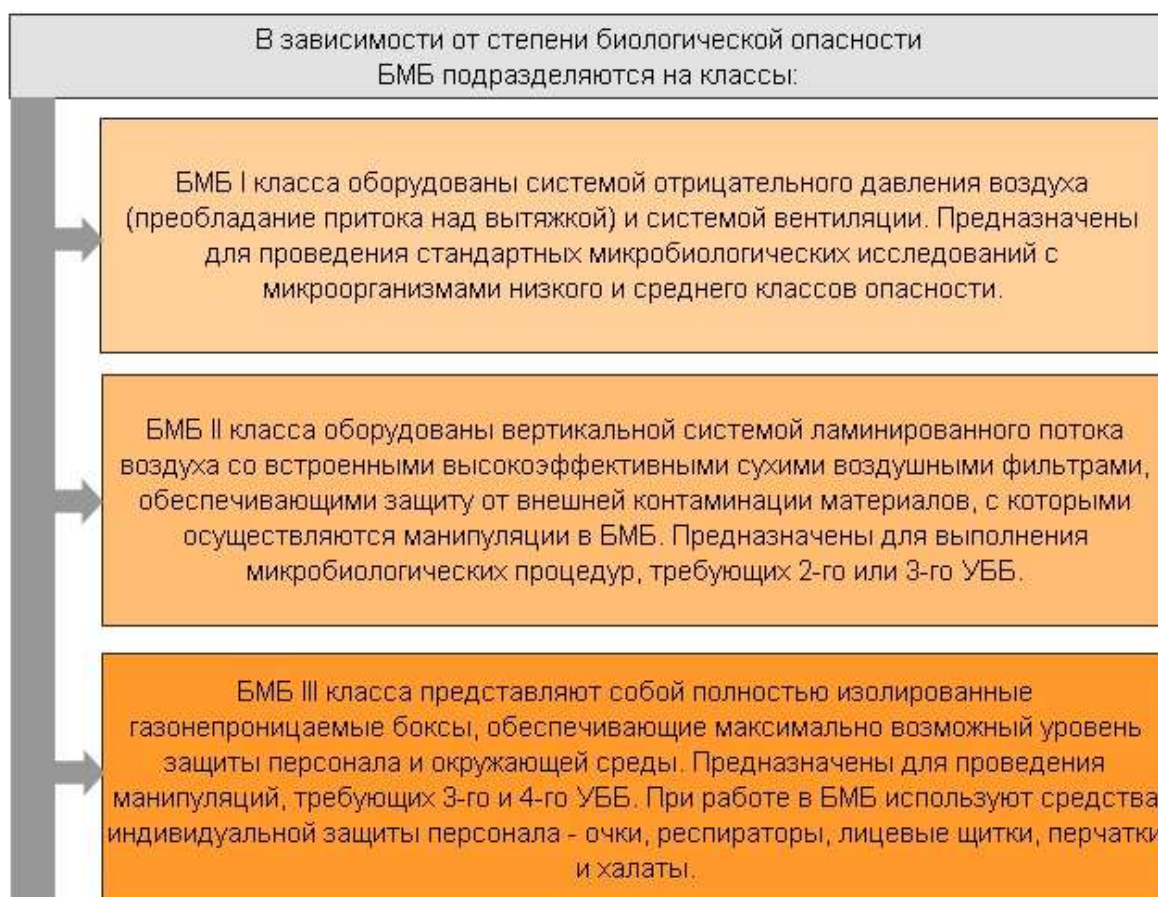 В зависимости от степени биологической опасности
БМБ подразделяются на классы:
БМБ I класса оборудованы системой отрицательного давления воздуха
(преобладание притока над вытяжкой) и системой вентиляции. Предназначены
для проведения стандартных микробиологических исследований с
микроорганизмами низкого и среднего классов опасности.
БМБ II класса оборудованы вертикальной системой ламинированного потока
воздуха со встроенными высокоэффективными сухими воздушными фильтрами,
обеспечивающими защиту от внешней контаминации материалов, с которыми
осуществляются манипуляции в БМБ. Предназначены для выполнения
микробиологических процедур, требующих 2-го или 3-го УББ.
БМБ III класса представляют собой полностью изолированные
газонепроницаемые боксы, обеспечивающие максимально возможный уровень
защиты персонала и окружающей среды. Предназначены для проведения
манипуляций, требующих 3-го и 4-го УББ. При работе в БМБ используют средства
индивидуальной защиты персонала - очки, респираторы, лицевые щитки, перчатки
и халаты.